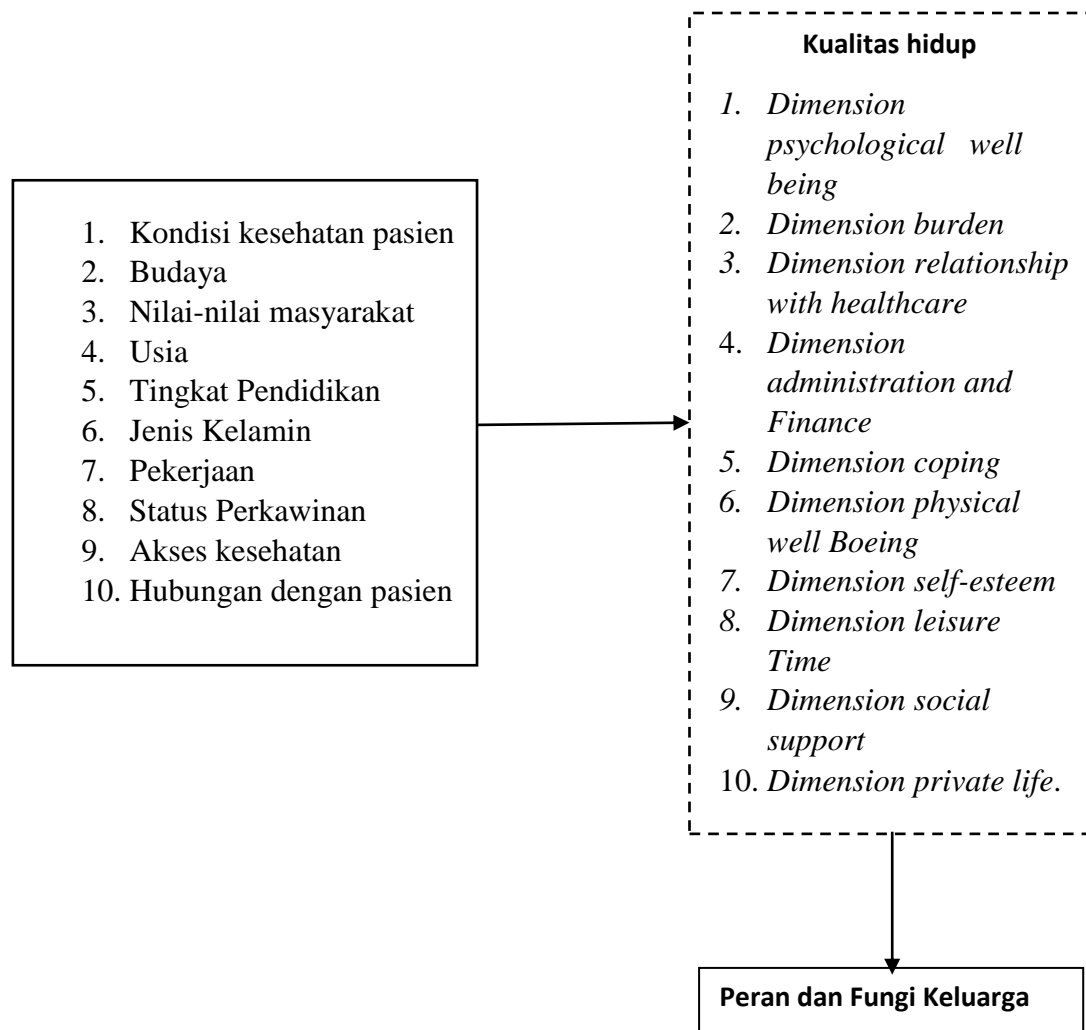 1. Kondisi kesehatan pasien
2. Budaya
3. Nilai-nilai masyarakat
4. Usia
5. Tingkat Pendidikan
6. Jenis Kelamin
7. Pekerjaan
8. Status Perkawinan
9. Akses kesehatan
10. Hubungan dengan pasien
Kualitas hidup
1. Dimension
psychological well
being
2. Dimension burden
3. Dimension relationship
with healthcare
4. Dimension
administration and
Finance
5. Dimension coping
6. Dimension physical
well Boeing
7. Dimension self-esteem
8. Dimension leisure
Time
9. Dimension social
support
10. Dimension private life.
Peran dan Fungi Keluarga